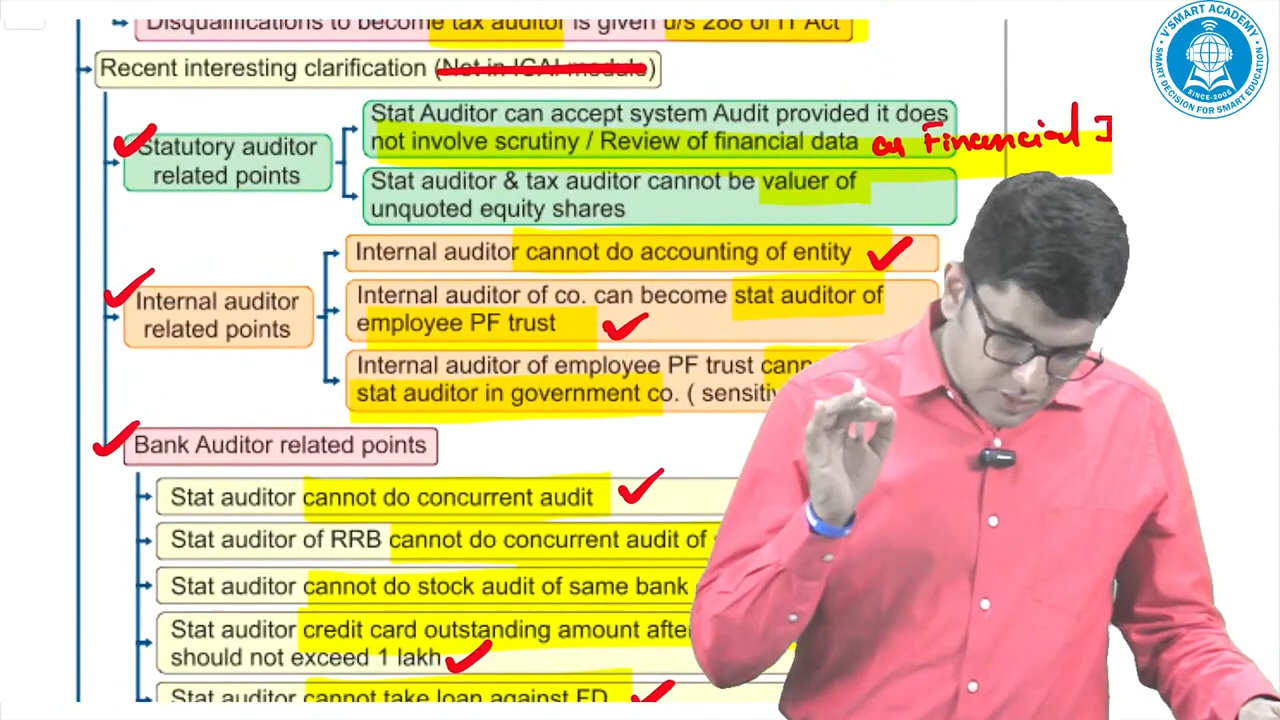 Disqualifications to become tax auditor is given u/s 288 of IT Act
Recent interesting clarification (Not in ICAI module)
Statutory auditor
related points
Stat Auditor can accept system Audit provided it does
not involve scrutiny / Review of financial data or Financial
Stat auditor & tax auditor cannot be valuer of
unquoted equity shares
Internal auditor
related points
Internal auditor cannot do accounting of entity
Internal auditor of co. can become stat auditor of
employee PF trust
Internal auditor of employee PF trust
stat auditor in government co. (
Bank Auditor related points
Stat auditor cannot do concurrent audit
Stat auditor of RRB cannot do concurrent audit of
Stat auditor cannot do stock audit of same bank
Stat auditor credit card outstanding amount
should not exceed 1 lakh
Stat auditor cannot take loan against FD
V'SMART ACADEMY
SMART DECISION FOR SMART EDUCATION
SINCE-2005